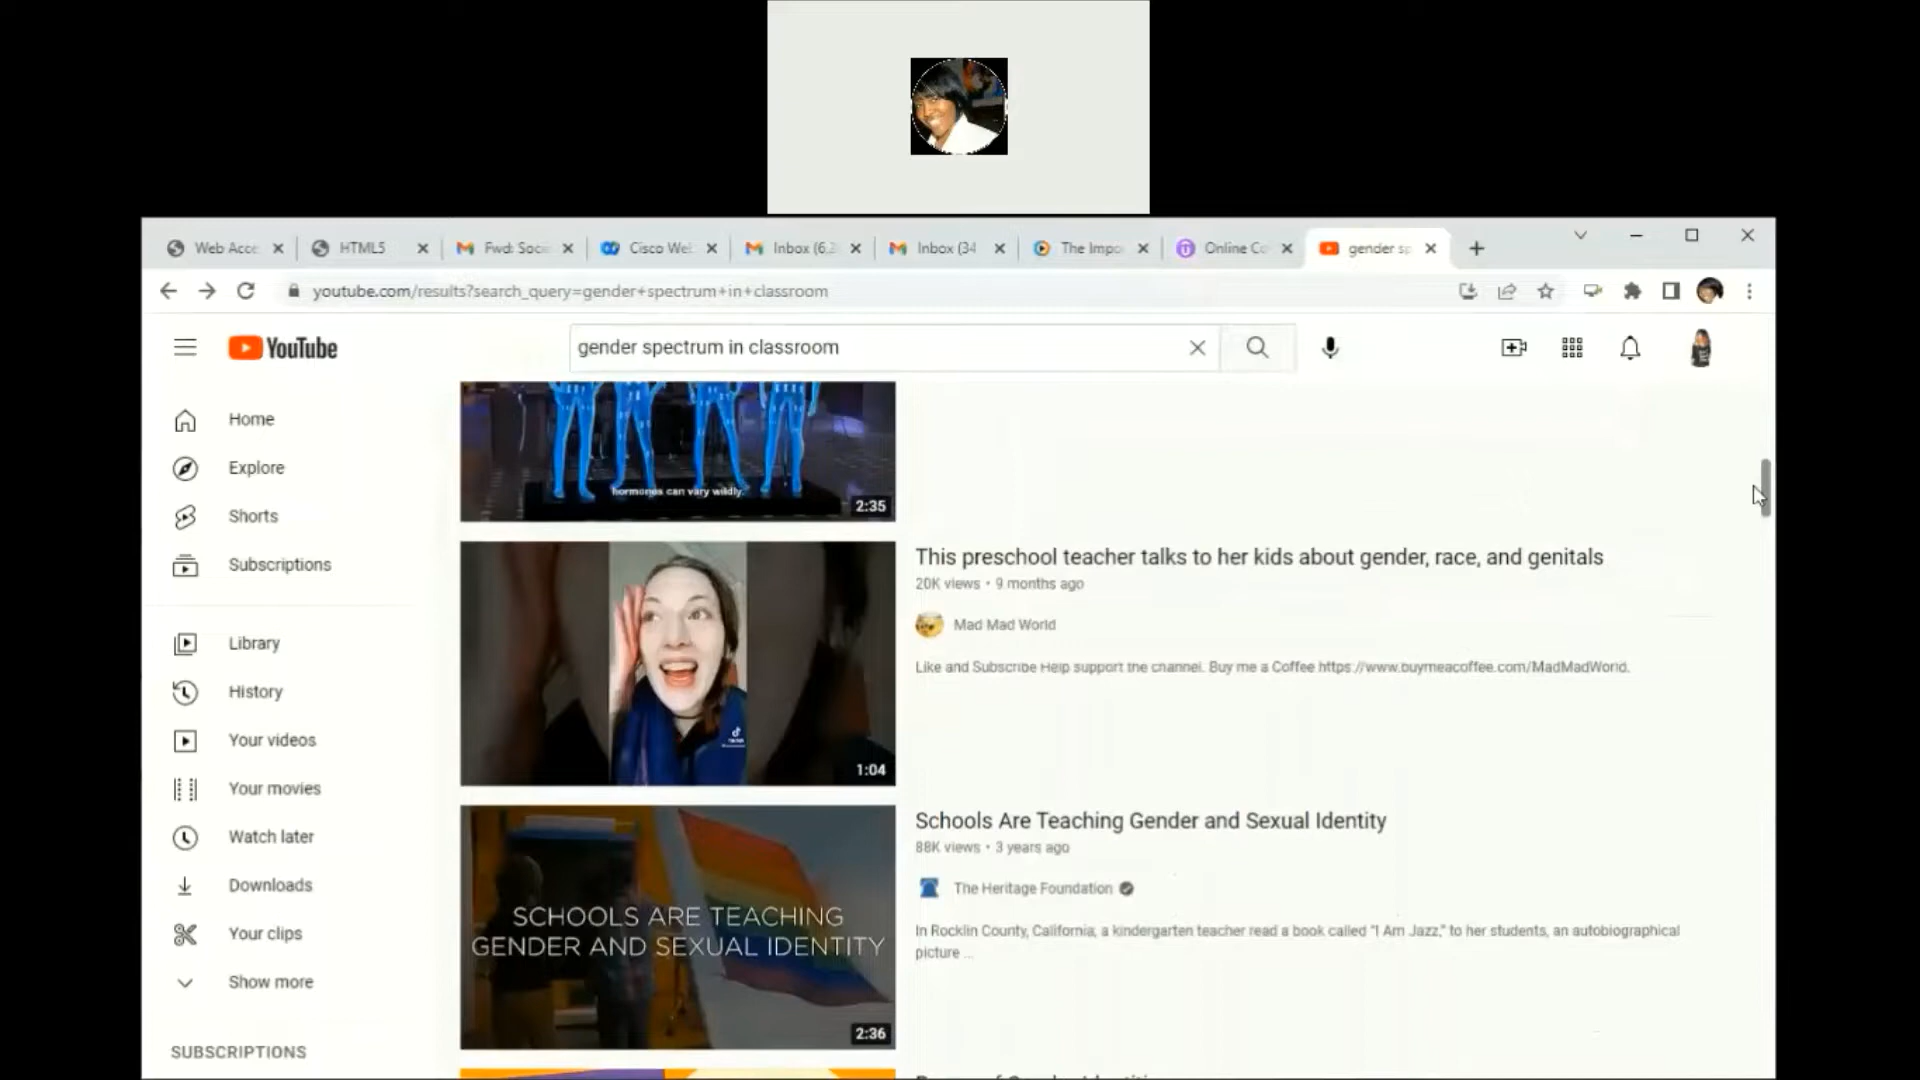 Web Acce
HTML5
Fwd: Socia
Cisco We
Inbox (6,3
Inbox (34
The Impo
Online Co
gender sp
youtube.com/results?search_query=gender+spectrum+in+classroom
YouTube
gender spectrum in classroom
Home
Explore
Shorts
Subscriptions
Library
History
Your videos
Your movies
Watch later
Downloads
Your clips
Show more
SUBSCRIPTIONS
hormones can vary wildly.
2:35
This preschool teacher talks to her kids about gender, race, and genitals
20K views • 9 months ago
Mad Mad World
Like and Subscribe Help support the channel. Buy me a Coffee https://www.buymeacoffee.com/MadMadWorld.
1:04
Schools Are Teaching Gender and Sexual Identity
88K views • 3 years ago
The Heritage Foundation
In Rocklin County, California, a kindergarten teacher read a book called "I Am Jazz," to her students, an autobiographical
picture ...
SCHOOLS ARE TEACHING
GENDER AND SEXUAL IDENTITY
2:36